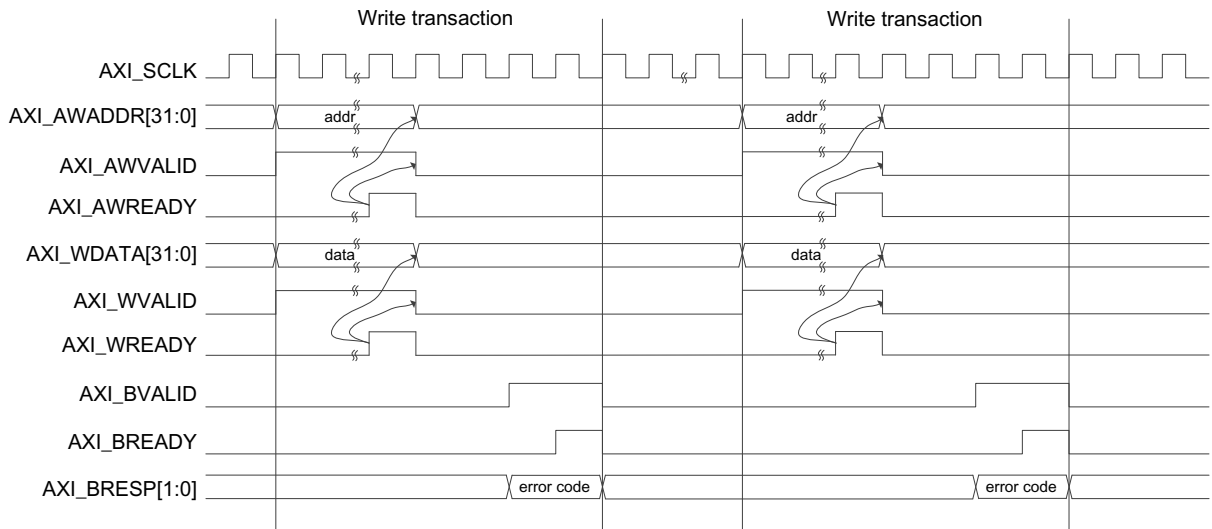 Write transaction Write transaction
AXI_SCLK
AXI_AWADDR[31:0] addr addr
AXI_AWVALID
AXI_AWREADY
AXI_WDATA[31:0] data data
AXI_WVALID
AXI_WREADY
AXI_BVALID
AXI_BREADY
AXI_BRESP[1:0] error code error code